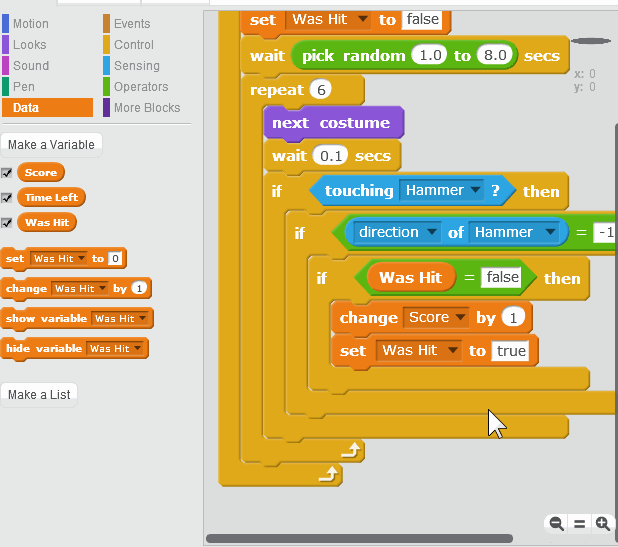 Motion
Events
Looks
Control
Sound
Sensing
Pen
Operators
Data
More Blocks
Make a Variable
Score
Time Left
Was Hit
set Was Hit to 0
change Was Hit by 1
show variable Was Hit
hide variable Was Hit
Make a List
set Was Hit to false
wait pick random 1.0 to 8.0 secs
repeat 6
next costume
wait 0.1 secs
if touching Hammer ? then
if direction of Hammer = -1
if Was Hit = false then
change Score by 1
set Was Hit to true
x: 0
y: 0